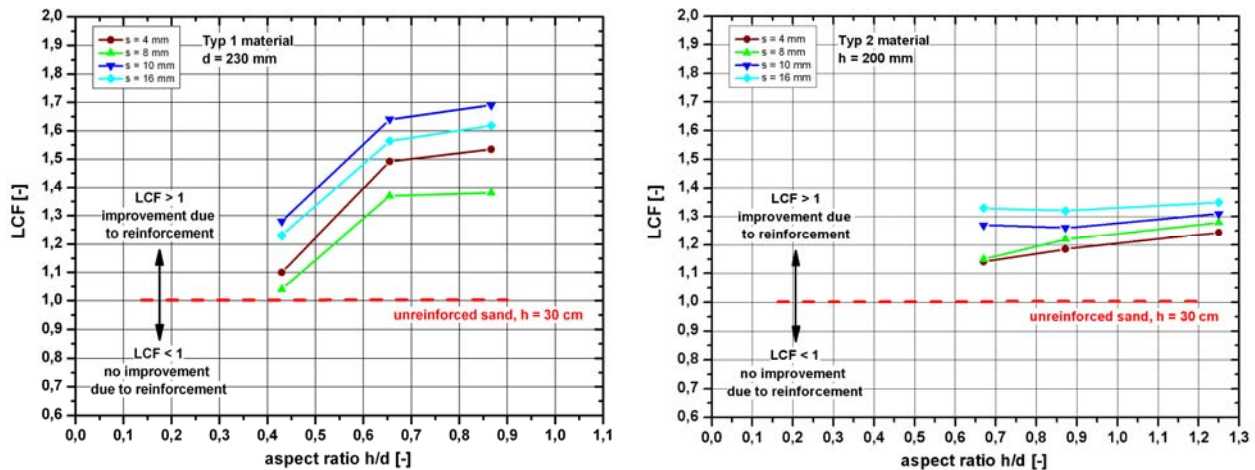 2,0
1,9
1,8
1,7
1,6
1,5
1,4
1,3
1,2
1,1
1,0
0,9
0,8
0,7
0,6
LCF [-]
s = 4 mm
s = 8 mm
s = 10 mm
s = 16 mm
Typ 1 material
d = 230 mm
LCF > 1
improvement due
to reinforcement
unreinforced sand, h = 30 cm
LCF < 1
no improvement
due to reinforcement
0,0 0,1 0,2 0,3 0,4 0,5 0,6 0,7 0,8 0,9 1,0 1,1
aspect ratio h/d [-]
2,0
1,9
1,8
1,7
1,6
1,5
1,4
1,3
1,2
1,1
1,0
0,9
0,8
0,7
0,6
LCF [-]
s = 4 mm
s = 8 mm
s = 10 mm
s = 16 mm
Typ 2 material
h = 200 mm
LCF > 1
improvement due
to reinforcement
unreinforced sand, h = 30 cm
LCF < 1
no improvement
due to reinforcement
0,0 0,1 0,2 0,3 0,4 0,5 0,6 0,7 0,8 0,9 1,0 1,1 1,2 1,3
aspect ratio h/d [-]